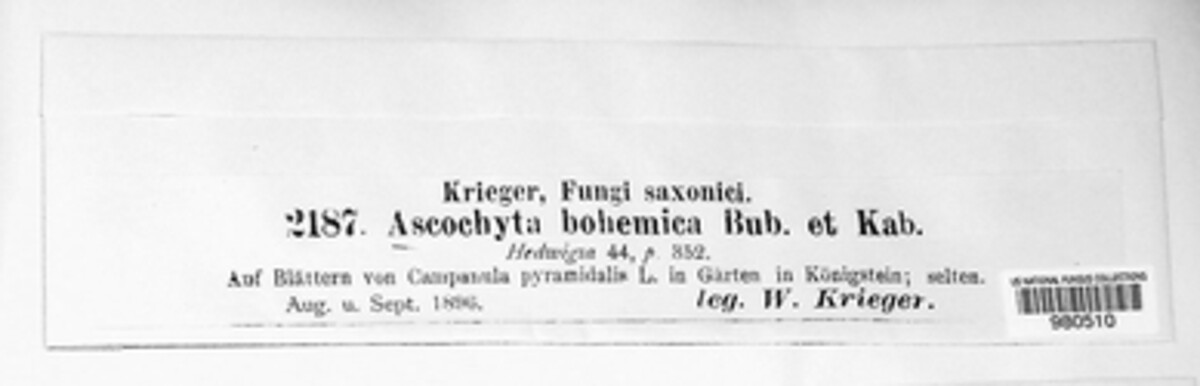 Krieger, Fungi saxonici.
2187. Ascochyta bohemica Bub. et Kab.
Hedwigia 44, p. 352.
Auf Blättern von Campanula pyramidalis L. in Gärten in Königstein; selten.
Aug. u. Sept. 1896. leg. W. Krieger.
US NATIONAL FUNGUS COLLECTIONS
980510